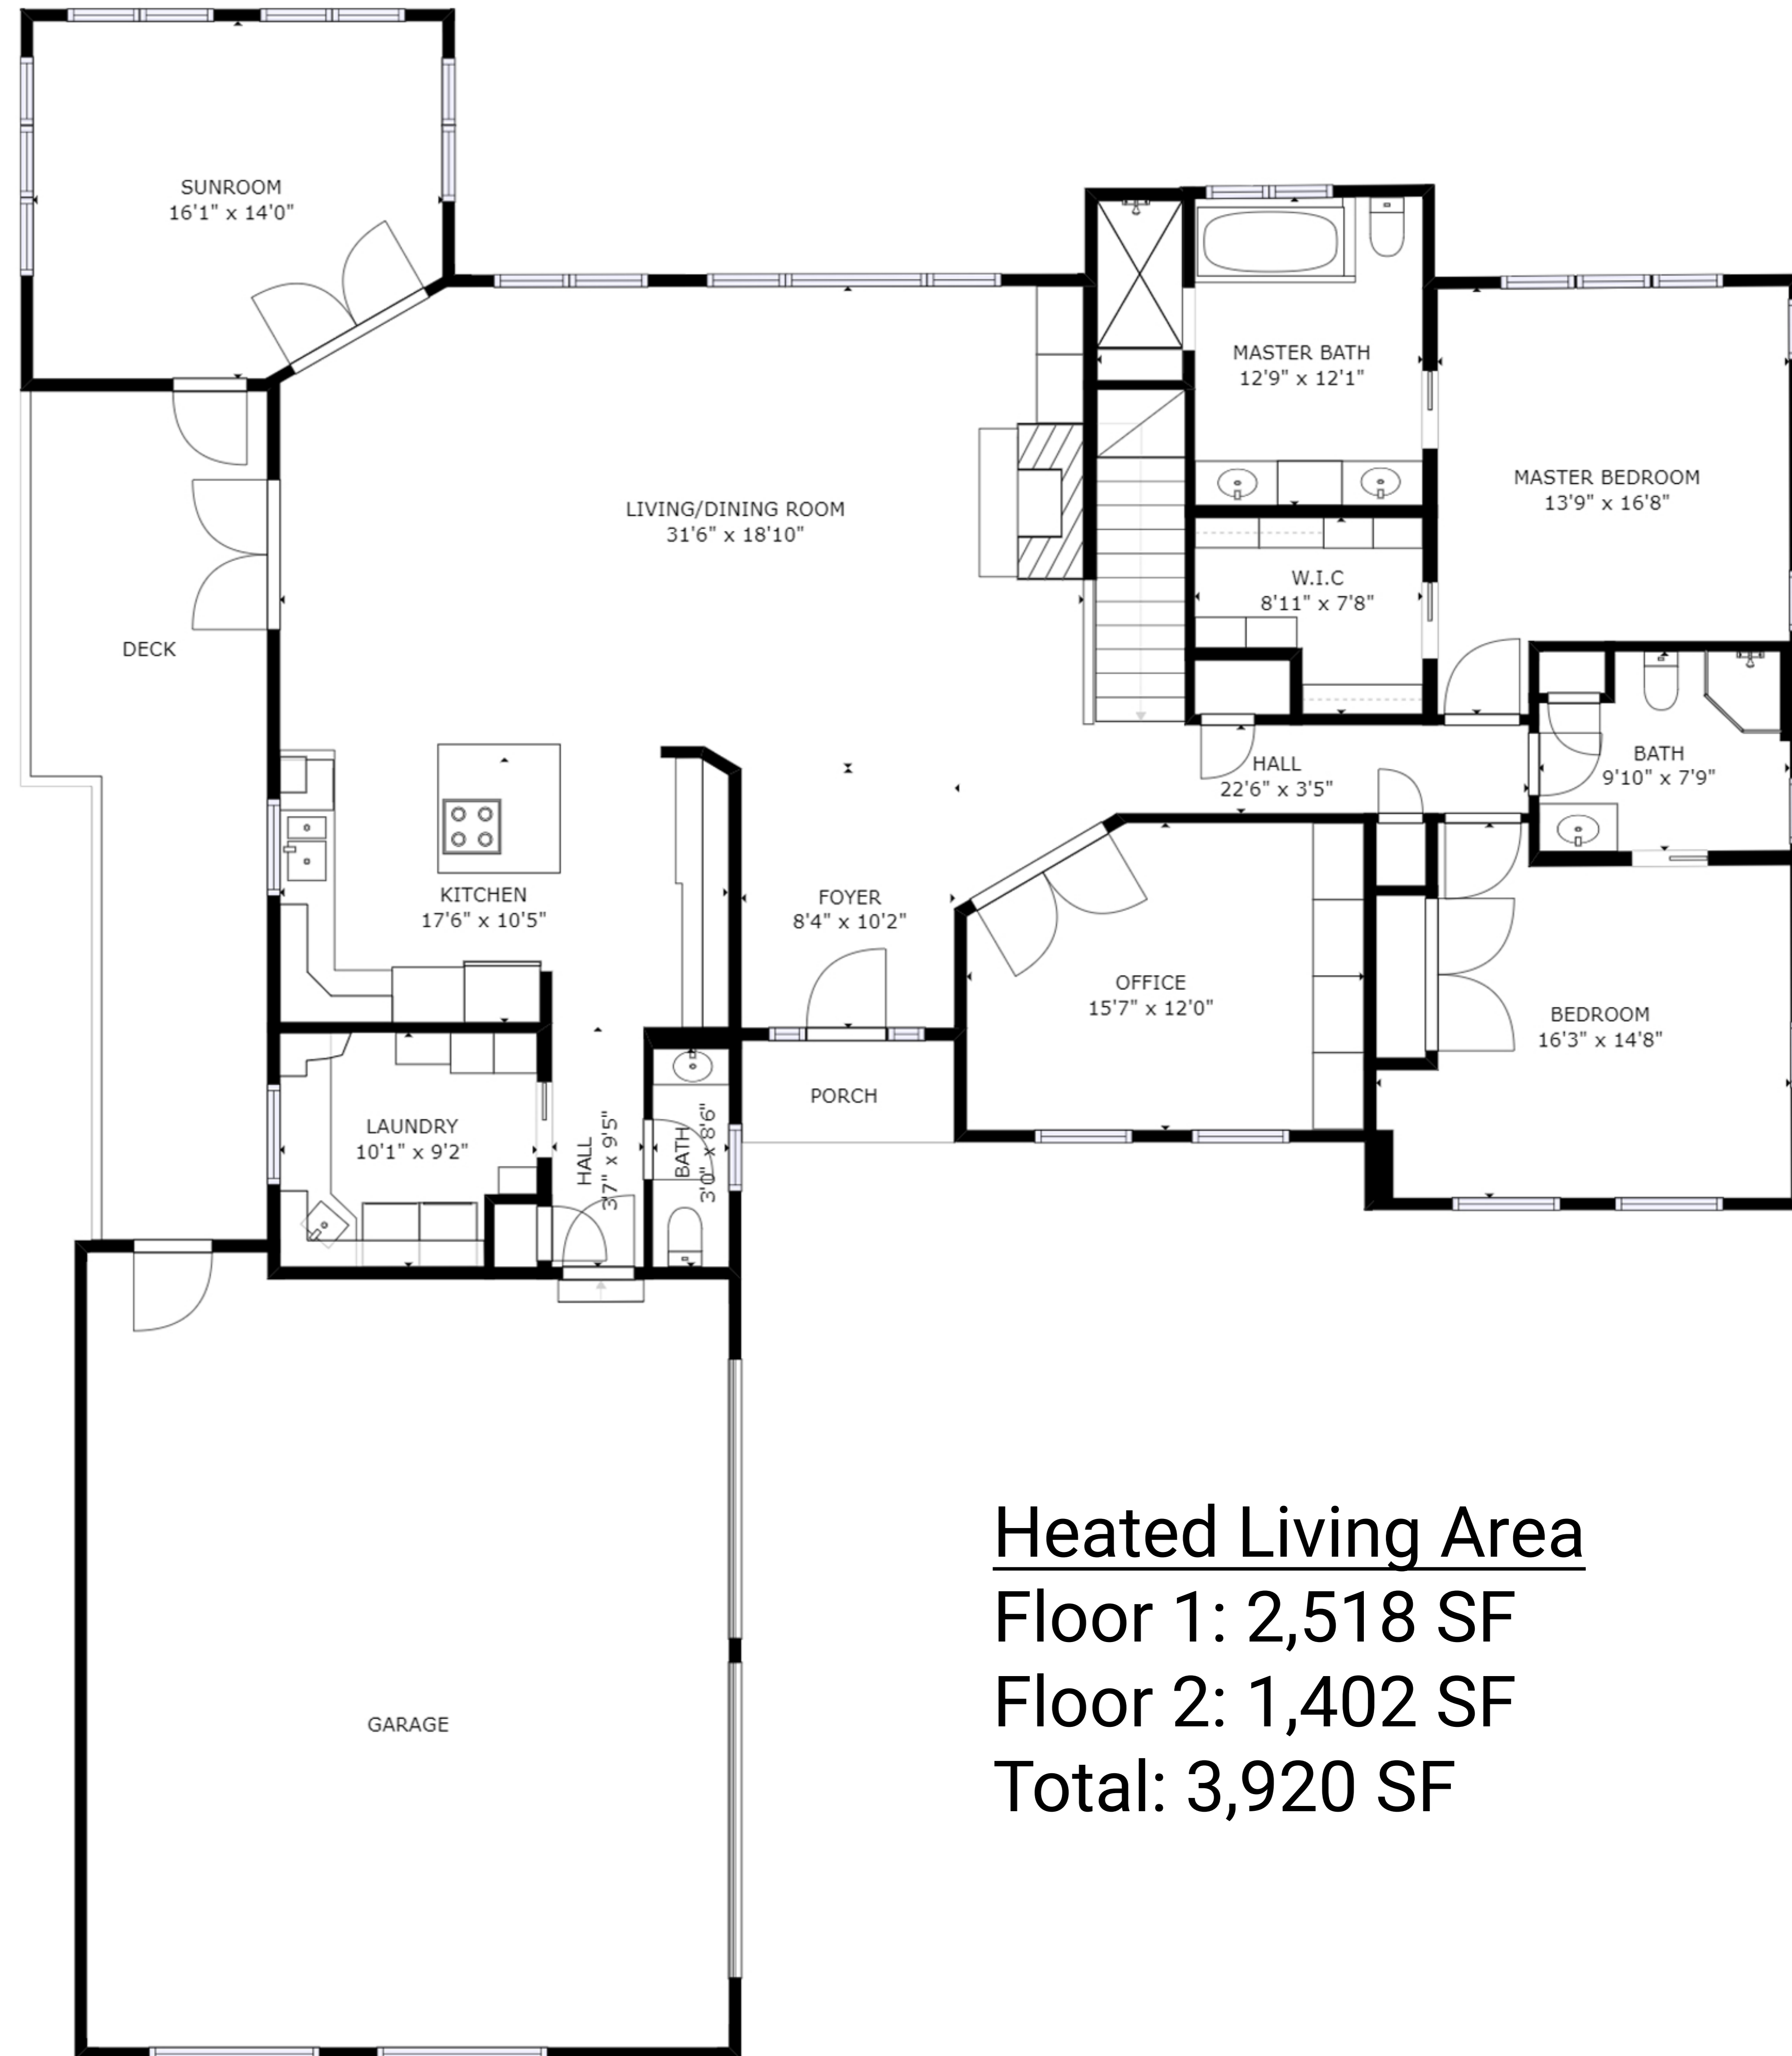 SUNROOM
16'1" x 14'0"
MASTER BATH
12'9" x 12'1"
MASTER BEDROOM
13'9" x 16'8"
LIVING/DINING ROOM
31'6" x 18'10"
W.I.C
8'11" x 7'8"
DECK
HALL
22'6" x 3'5"
BATH
9'10" x 7'9"
KITCHEN
17'6" x 10'5"
FOYER
8'4" x 10'2"
OFFICE
15'7" x 12'0"
BEDROOM
16'3" x 14'8"
PORCH
LAUNDRY
10'1" x 9'2"
HALL
3'7" x 9'5"
BATH
3'0" x 8'6"
GARAGE
Heated Living Area
Floor 1: 2,518 SF
Floor 2: 1,402 SF
Total: 3,920 SF